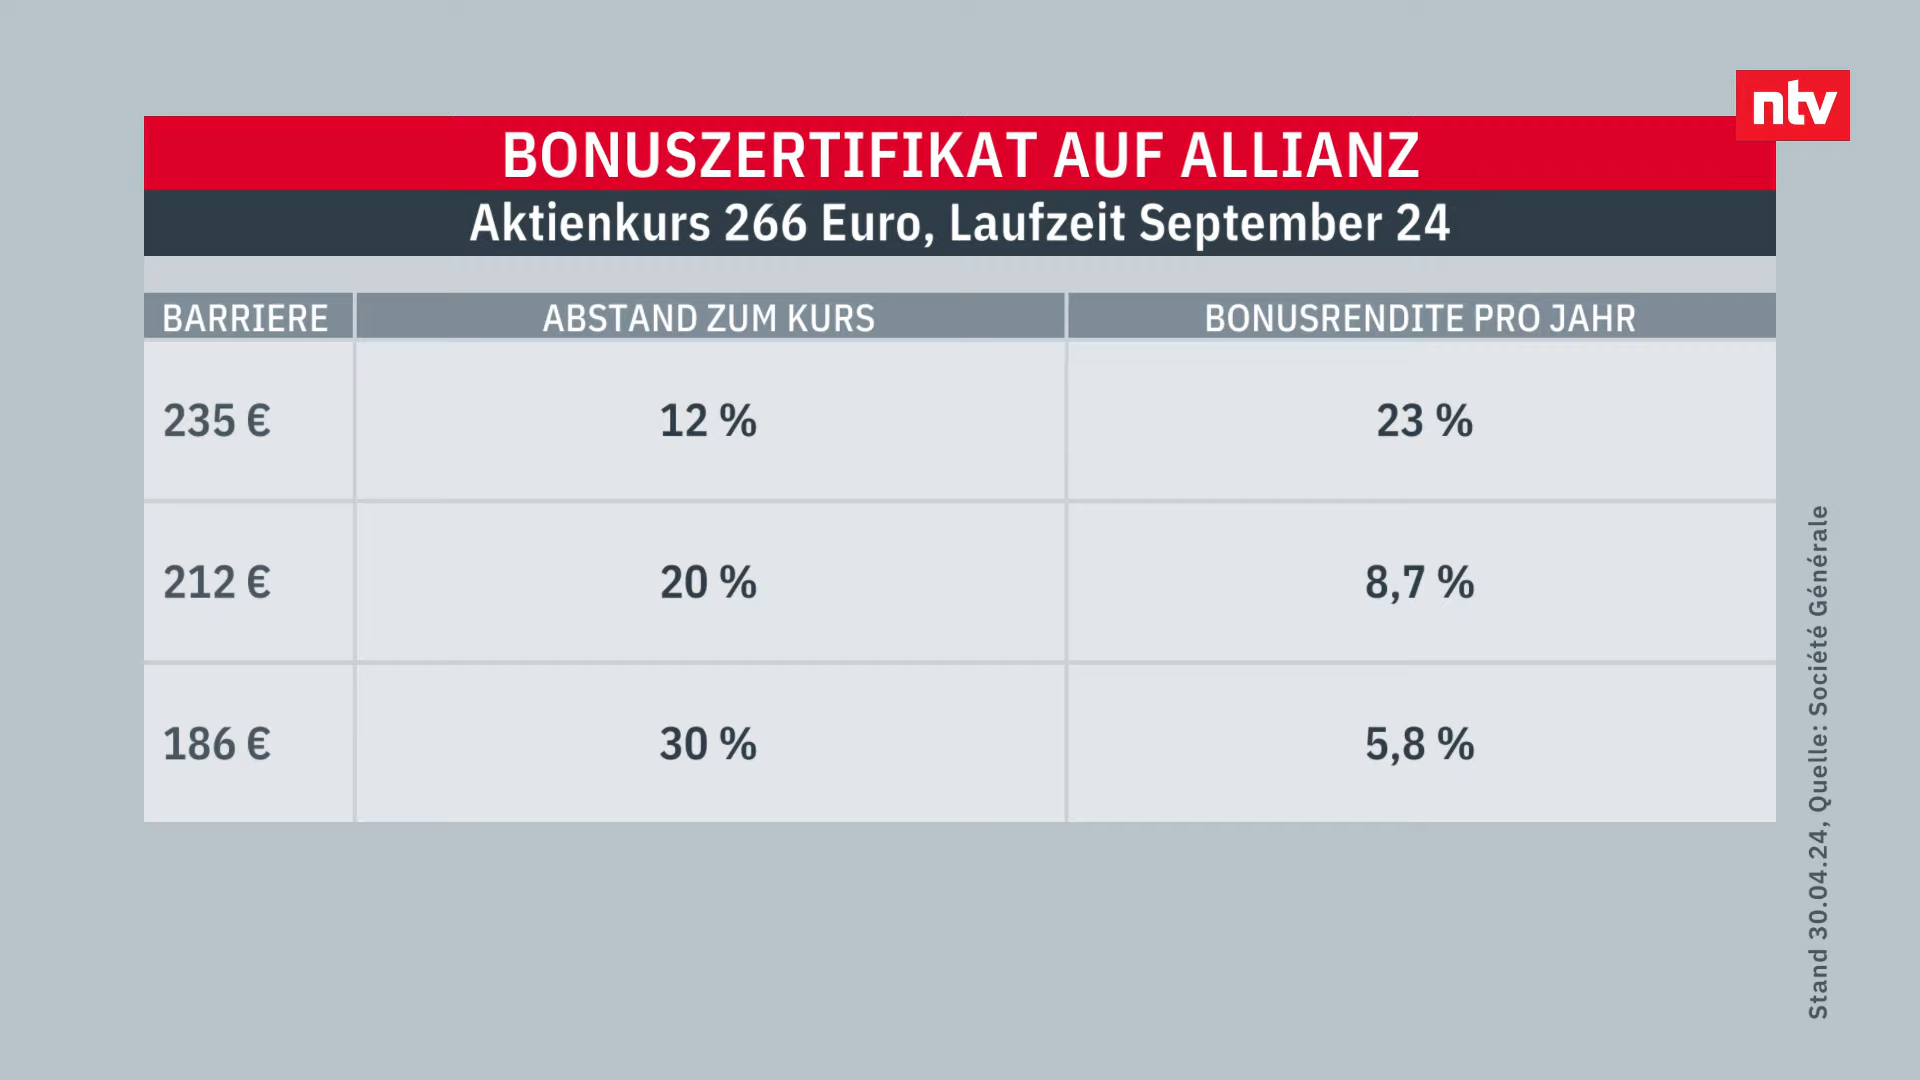 ntv
BONUSZERTIFIKAT AUF ALLIANZ
Aktienkurs 266 Euro, Laufzeit September 24
BARRIERE ABSTAND ZUM KURS BONUSRENDITE PRO JAHR
235 € 12 % 23 %
212 € 20 % 8,7 %
186 € 30 % 5,8 %
Stand 30.04.24, Quelle: Société Générale